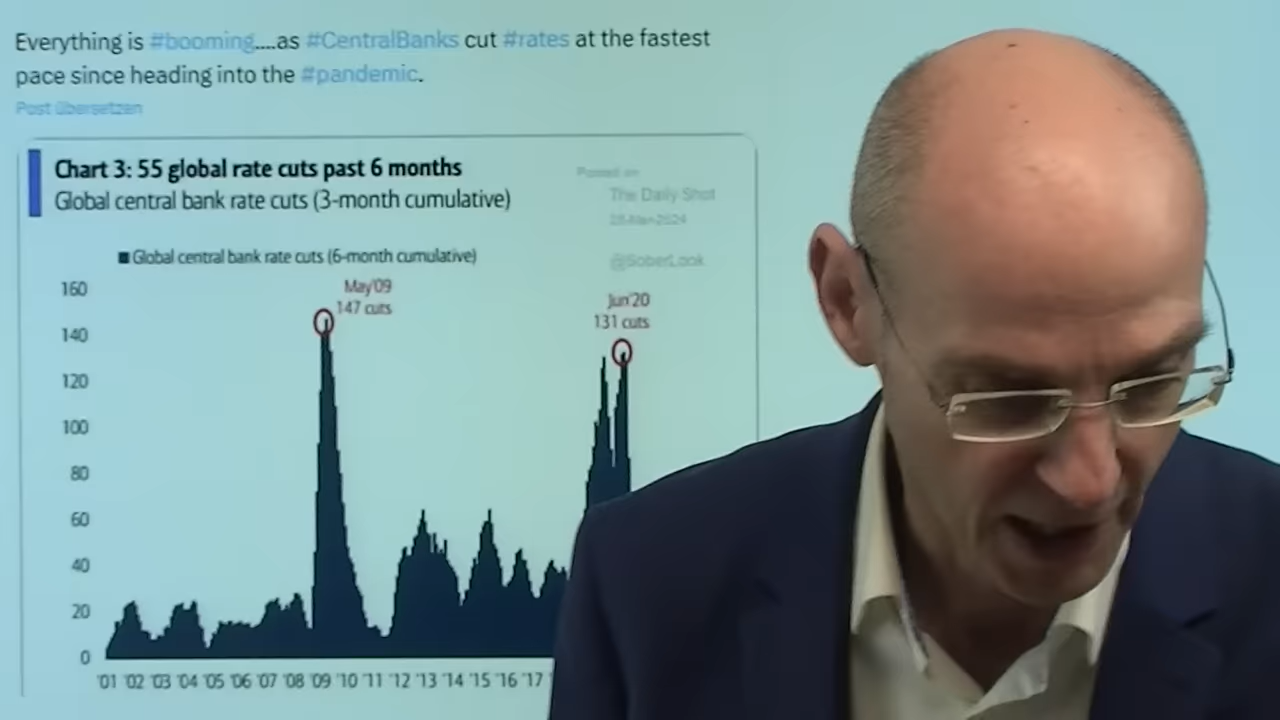 Everything is #booming....as #CentralBanks cut #rates at the fastest
pace since heading into the #pandemic.
Post übersetzen
Chart 3: 55 global rate cuts past 6 months
Global central bank rate cuts (3-month cumulative)
Posted on
The Daily Shot
@SoberLook
Global central bank rate cuts (6-month cumulative)
160
May'09
147 cuts
Jun'20
131 cuts
140
120
100
80
60
40
20
0
'01 '02 '03 '04 '05 '06 '07 '08 '09 '10 '11 '12 '13 '14 '15 '16 '17